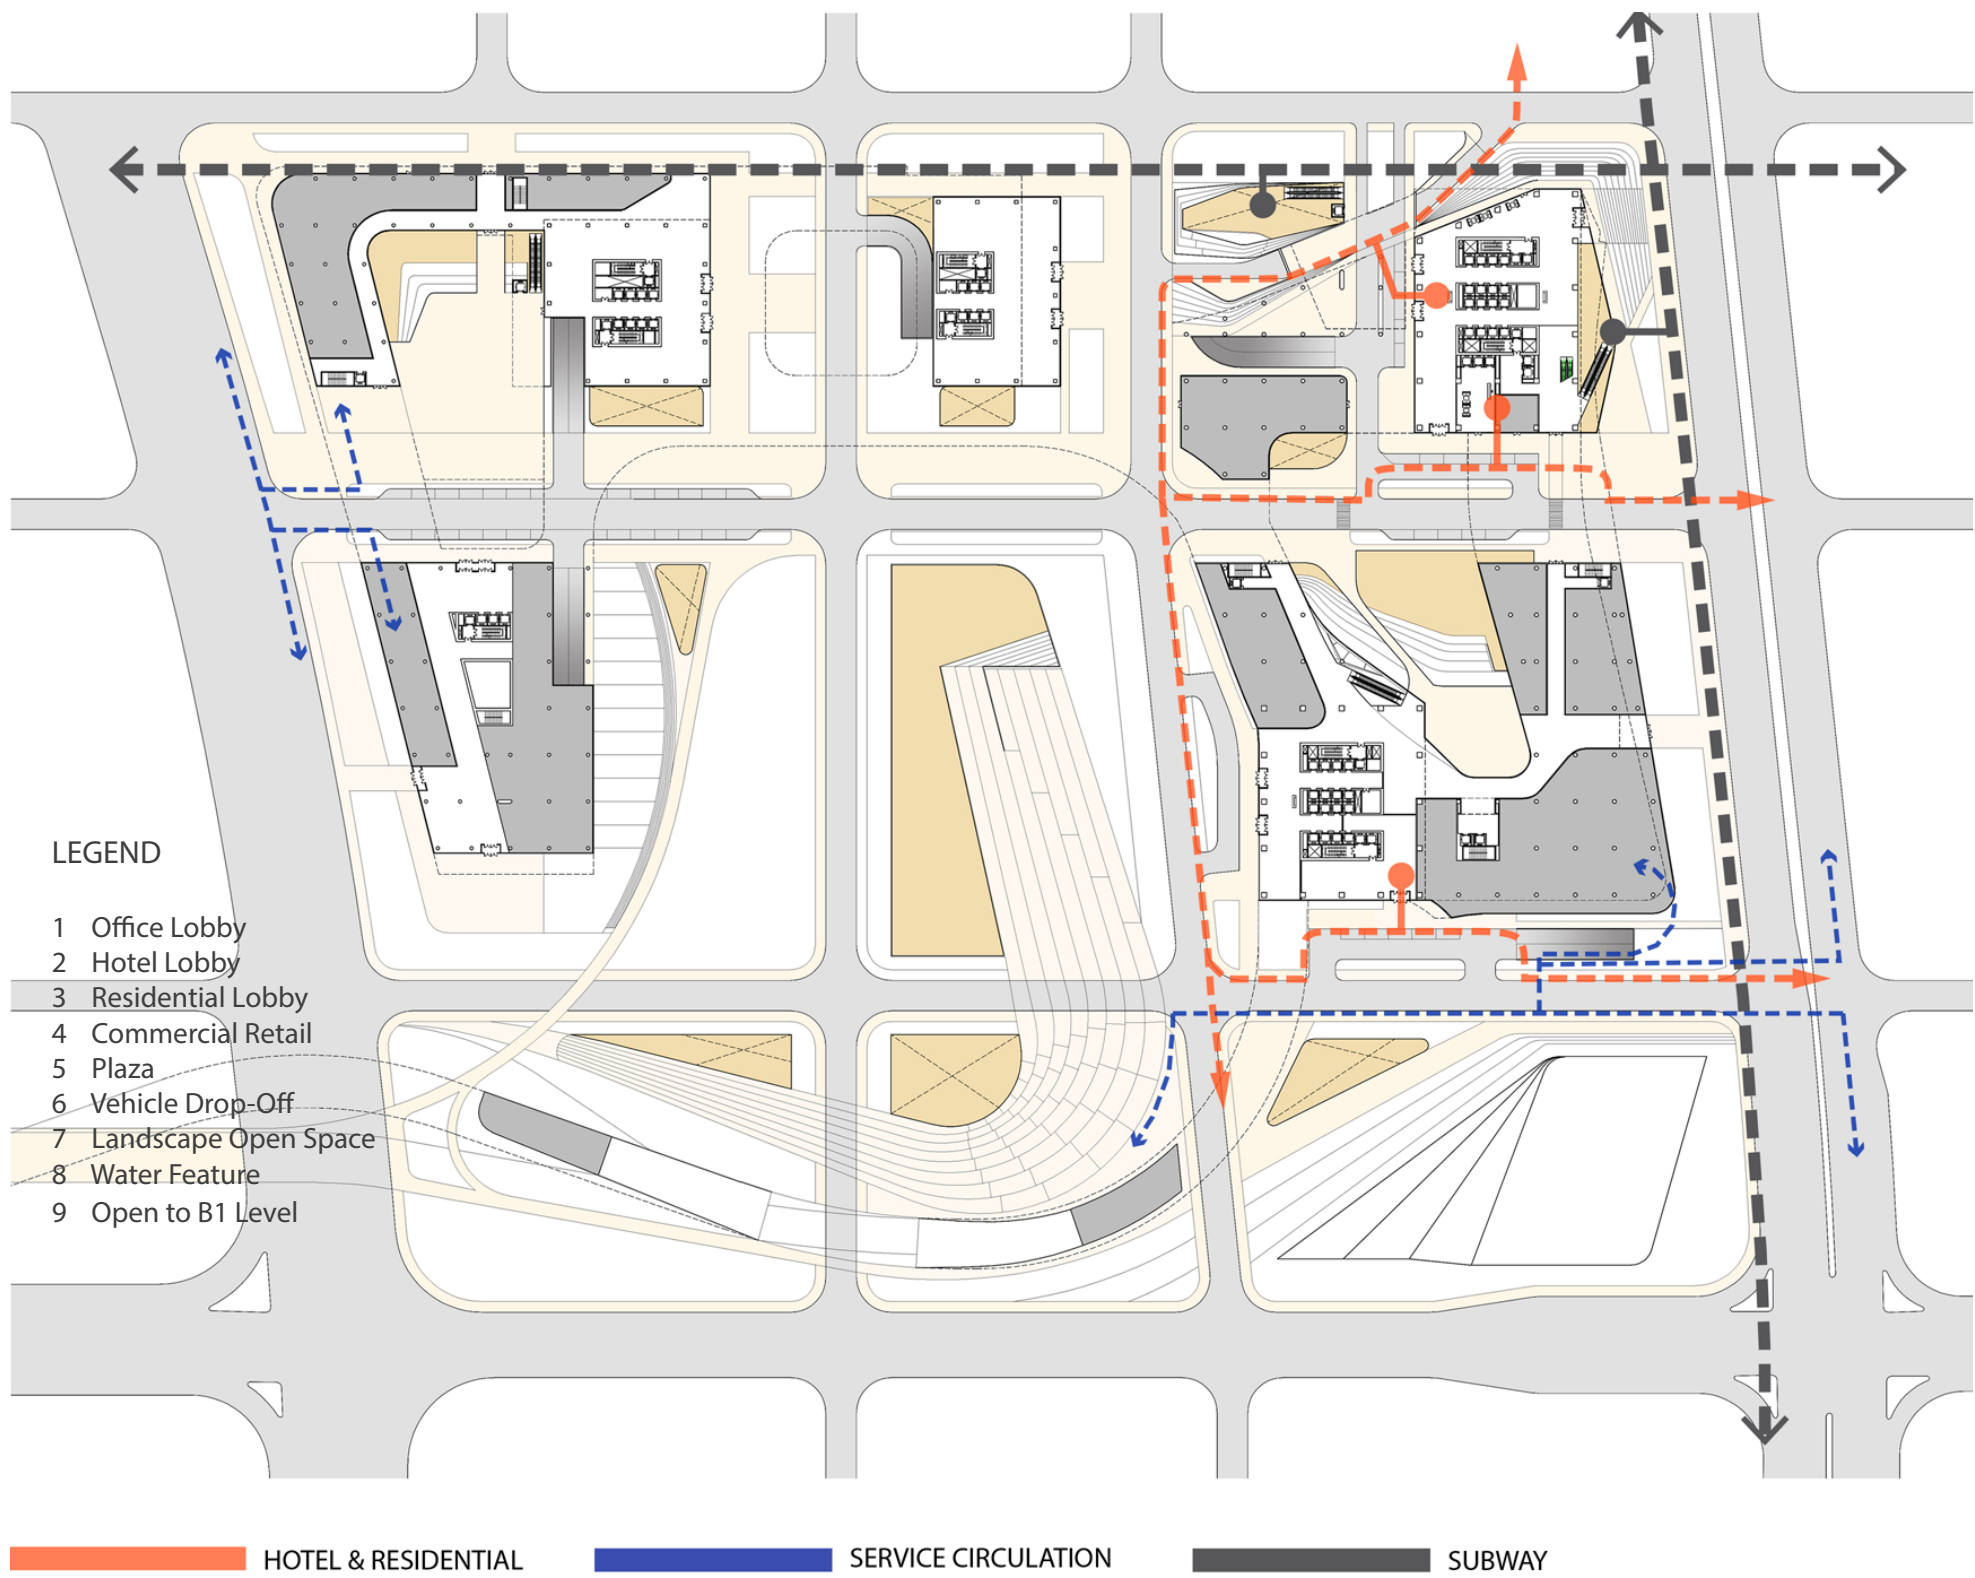 LEGEND
1 Office Lobby
2 Hotel Lobby
3 Residential Lobby
4 Commercial Retail
5 Plaza
6 Vehicle Drop-Off
7 Landscape Open Space
8 Water Feature
9 Open to B1 Level
HOTEL & RESIDENTIAL
SERVICE CIRCULATION
SUBWAY